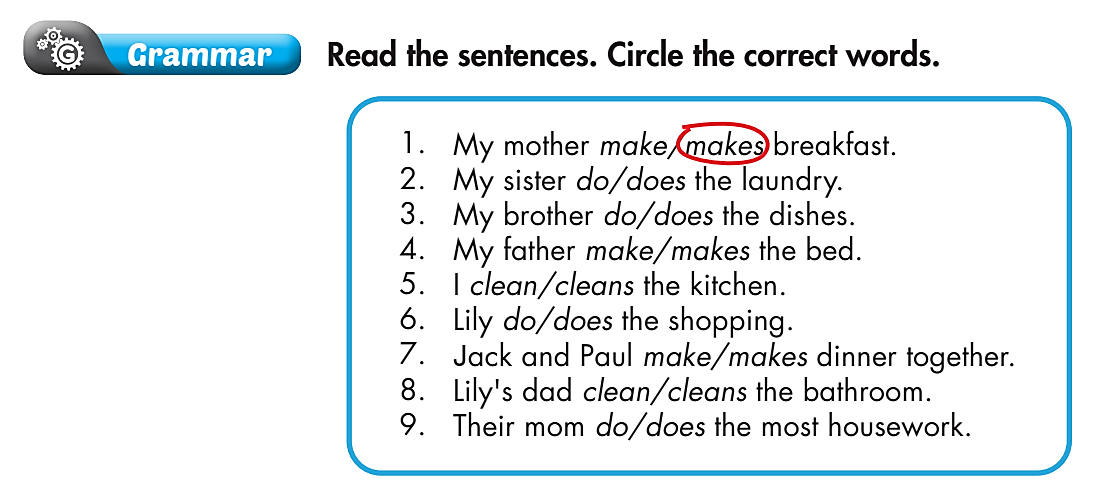 G Grammar Read the sentences. Circle the correct words.
1. My mother make/makes breakfast.
2. My sister do/does the laundry.
3. My brother do/does the dishes.
4. My father make/makes the bed.
5. I clean/cleans the kitchen.
6. Lily do/does the shopping.
7. Jack and Paul make/makes dinner together.
8. Lily's dad clean/cleans the bathroom.
9. Their mom do/does the most housework.